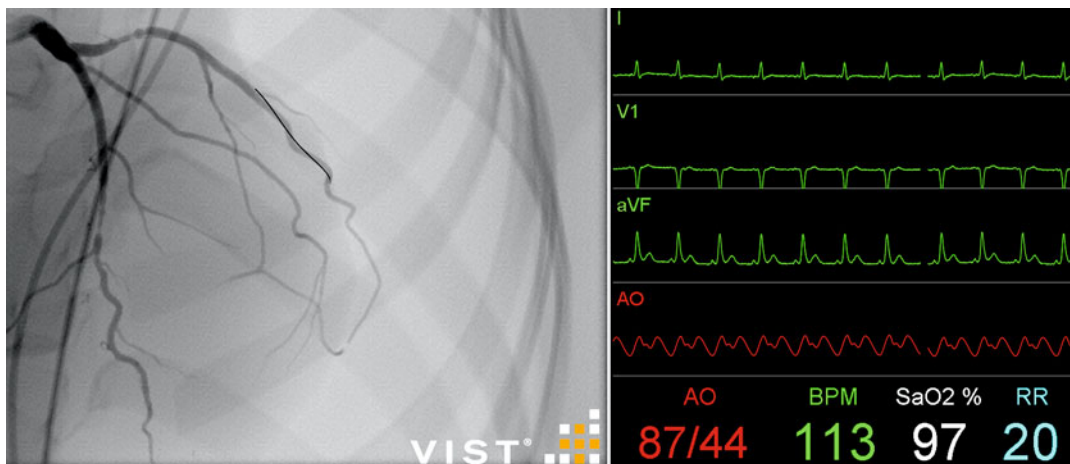 I
V1
aVF
AO
AO BPM SaO2 % RR
87/44 113 97 20
VIST®